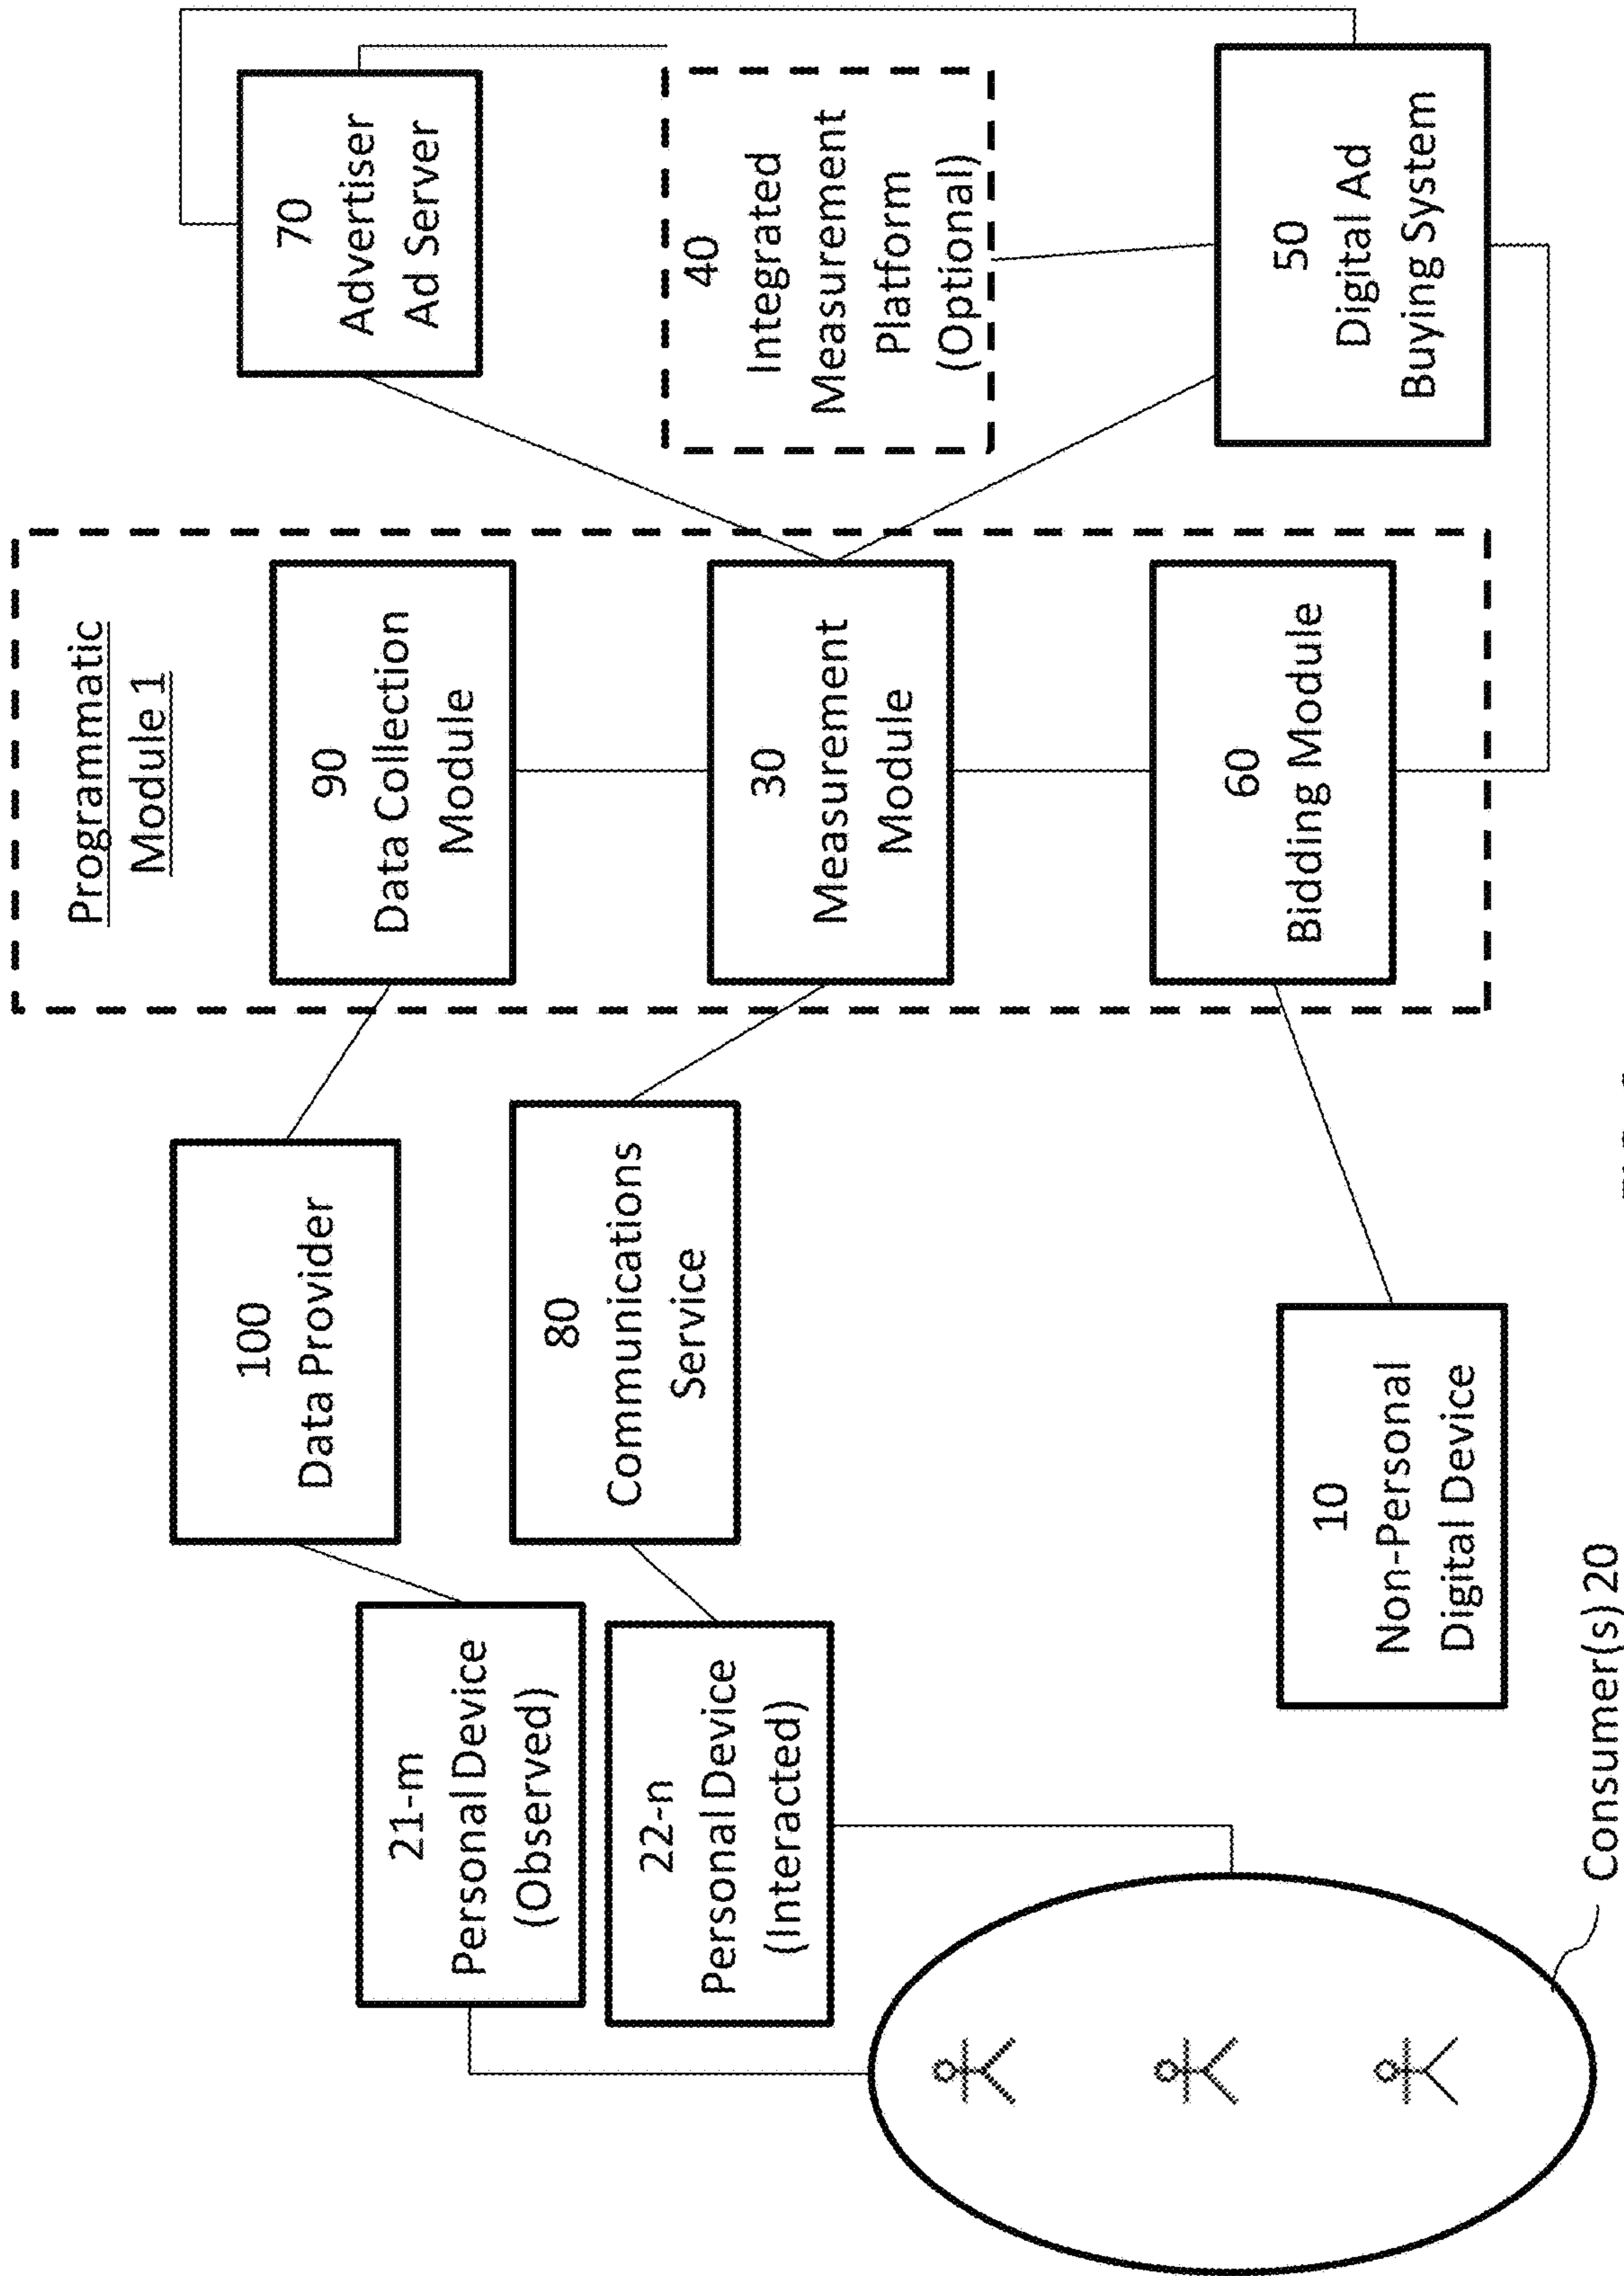 Programmatic
Module 1
70
Advertiser
Ad Server
90
Data Collection
Module
100
Data Provider
21-m
Personal Device
(Observed)
40
Integrated
Measurement
Platform
(Optional)
30
Measurement
Module
80
Communications
Service
22-n
Personal Device
(Interacted)
50
Digital Ad
Buying System
60
Bidding Module
10
Non-Personal
Digital Device
Consumer(s) 20